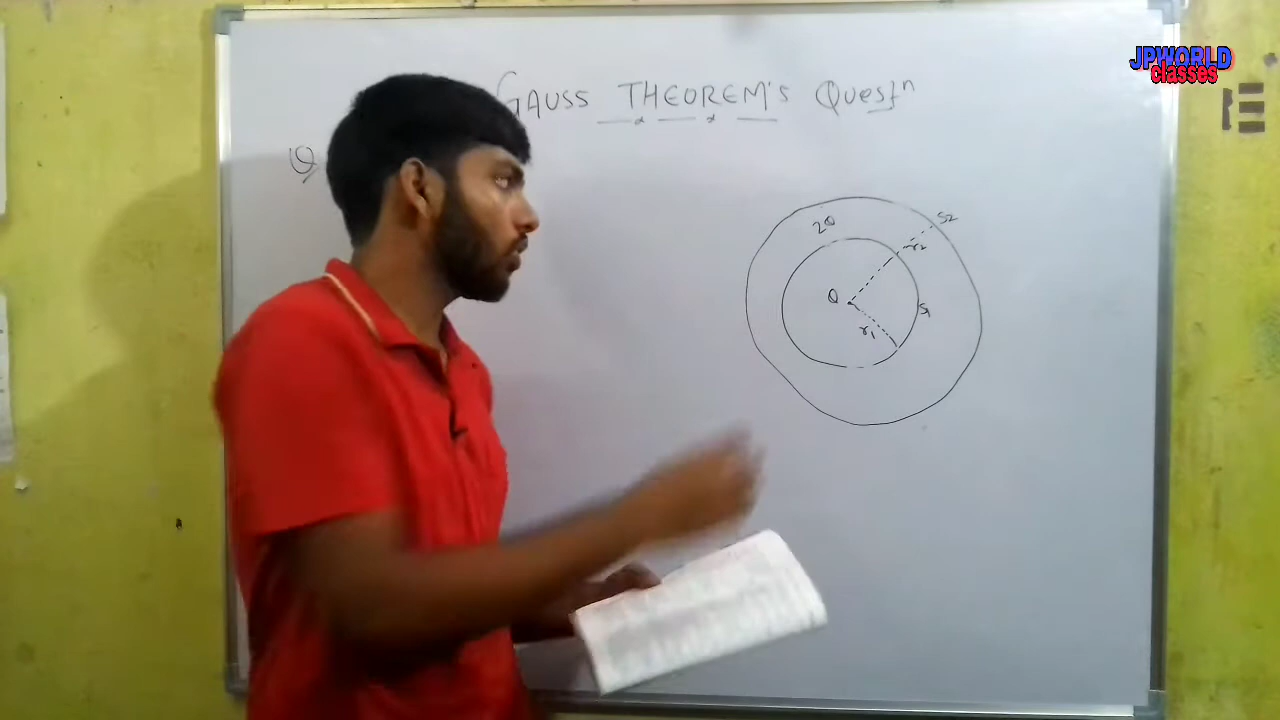 JPWORLD
classes
GAUSS THEOREM'S Questn
Q
2Q
S2
r2
Q
S1
r1